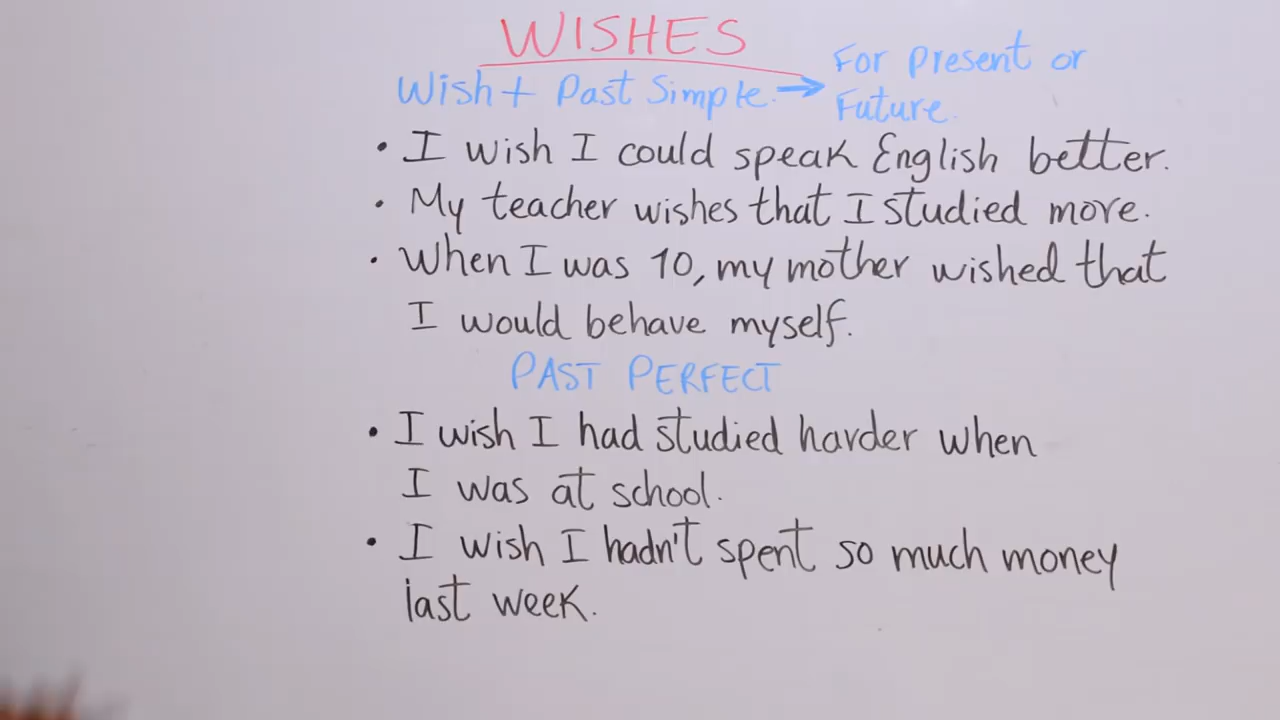 WISHES
Wish + Past Simple. → For Present or
Future.
• I wish I could speak English better.
• My teacher wishes that I studied more.
• When I was 10, my mother wished that
I would behave myself.
PAST PERFECT
• I wish I had studied harder when
I was at school.
• I wish I hadn't spent so much money
last week.